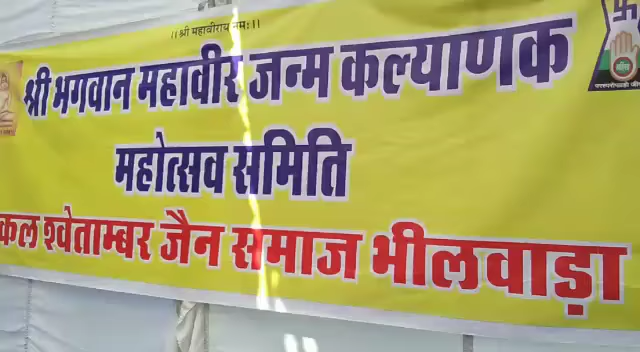 ।। श्री महावीराय नमः ।।
श्री भगवान महावीर जन्म कल्याणक
महोत्सव समिति
कल श्वेताम्बर जैन समाज भीलवाड़ा